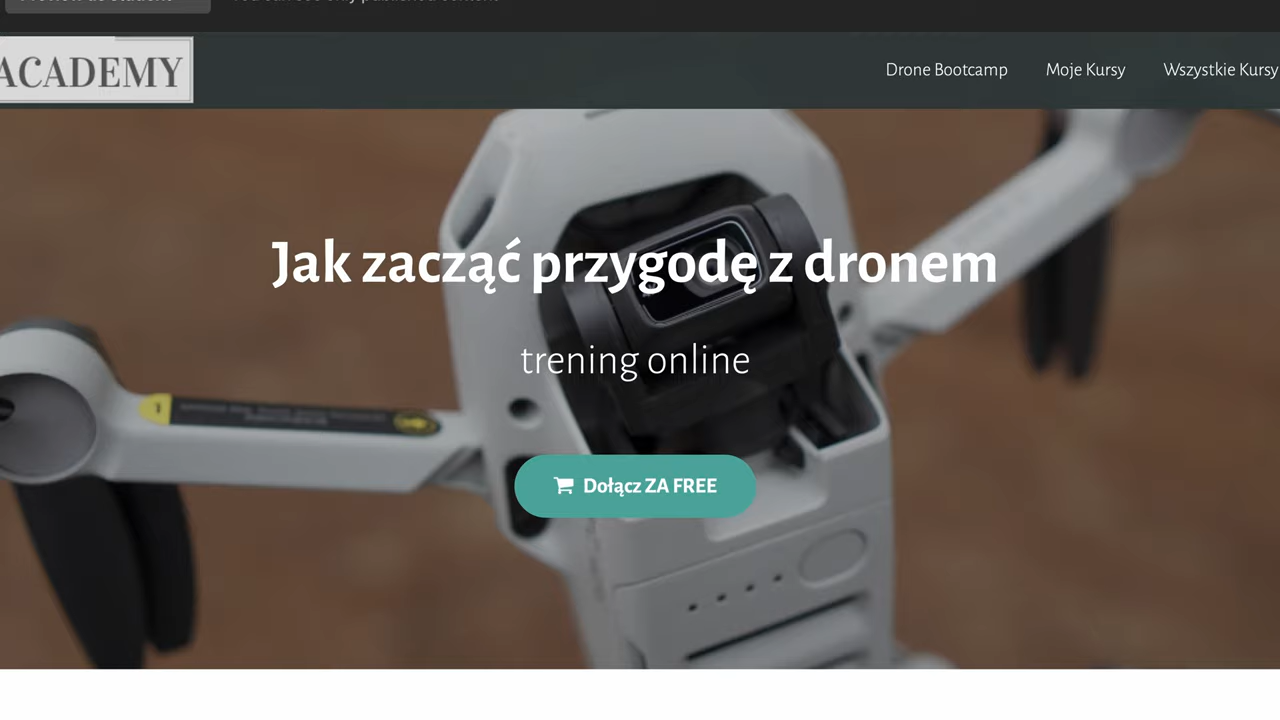 ACADEMY
Drone Bootcamp
Moje Kursy
Wszystkie Kursy
Jak zacząć przygodę z dronem
trening online
Dołącz ZA FREE